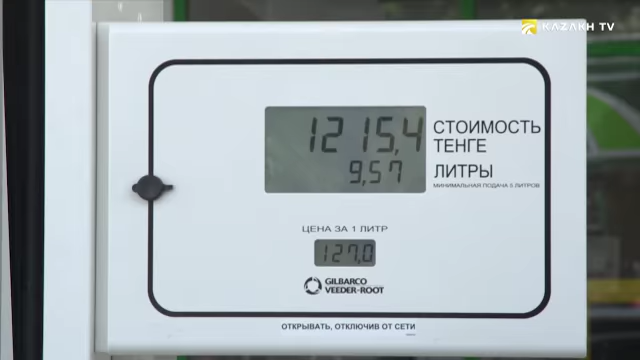 KAZAKH TV
1215,4
СТОИМОСТЬ
ТЕНГЕ
9,57
ЛИТРЫ
МИНИМАЛЬНАЯ ПОДАЧА 5 ЛИТРОВ
ЦЕНА ЗА 1 ЛИТР
127,0
GILBARCO
VEEDER-ROOT
ОТКРЫВАТЬ, ОТКЛЮЧИВ ОТ СЕТИ